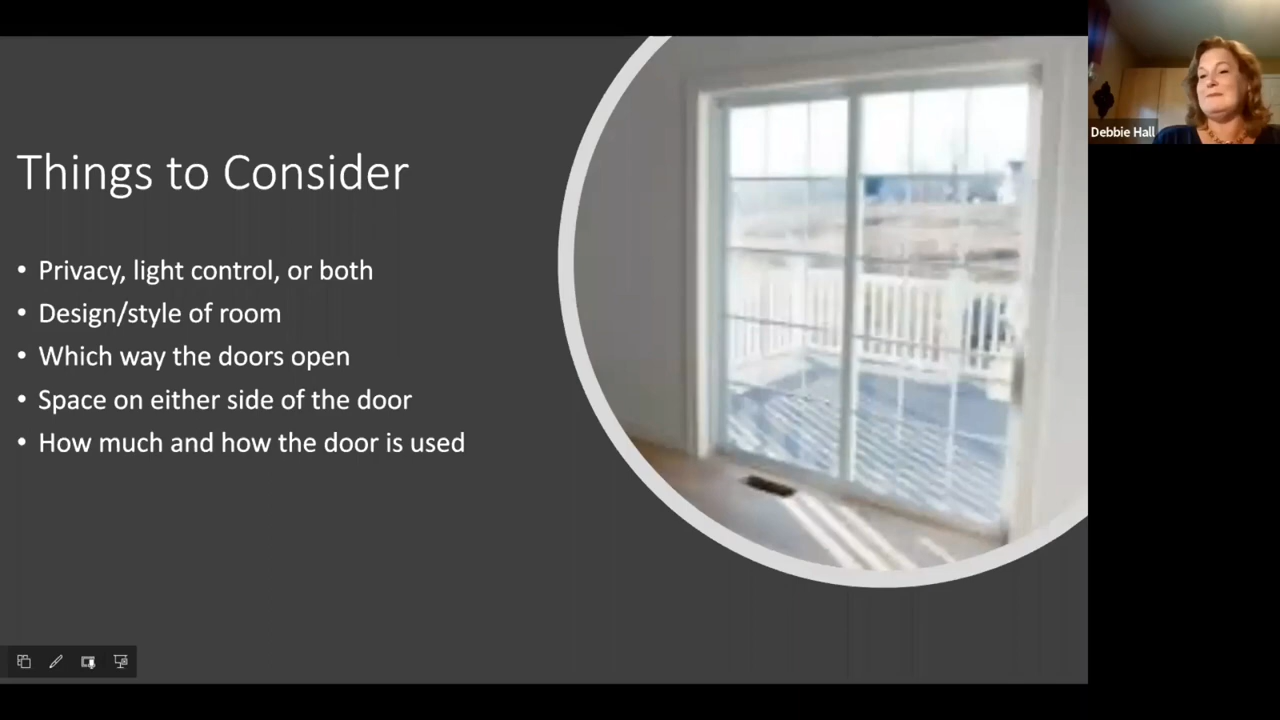 Things to Consider
• Privacy, light control, or both
• Design/style of room
• Which way the doors open
• Space on either side of the door
• How much and how the door is used
Debbie Hall